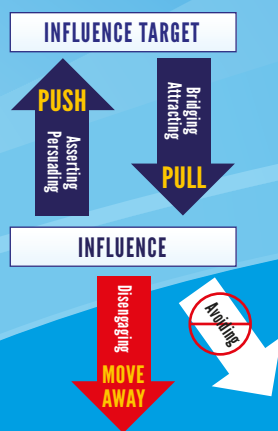 INFLUENCE TARGET
PUSH
Persuading
Asserting
Attracting
Bridging
PULL
INFLUENCE
Disengaging
MOVE
AWAY
Avoiding